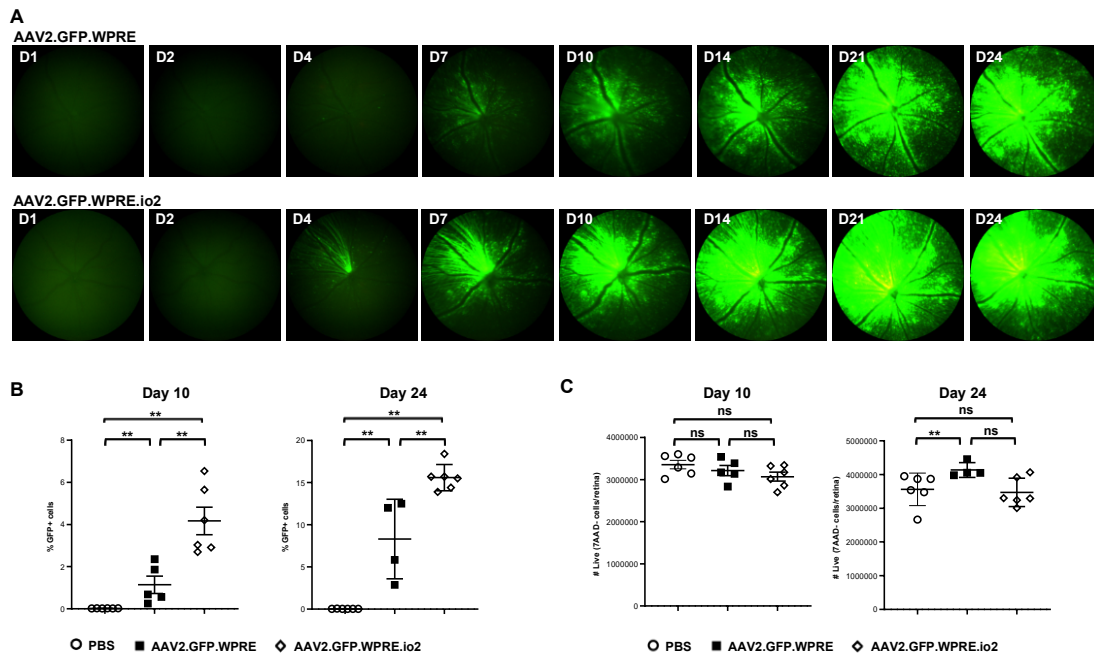 A
AAV2.GFP.WPRE
D1 D2 D4 D7 D10 D14 D21 D24
AAV2.GFP.WPRE.io2
D1 D2 D4 D7 D10 D14 D21 D24
B
Day 10
**
** **
8
6
4
2
0
% GFP+ cells
Day 24
**
** **
20
15
10
5
0
% GFP+ cells
PBS AAV2.GFP.WPRE AAV2.GFP.WPRE.io2
C
Day 10
ns
ns ns
4000000
3000000
2000000
1000000
0
# Live (7AAD- cells/retina)
Day 24
ns
** ns
5000000
4000000
3000000
2000000
1000000
0
# Live (7AAD- cells/retina)
PBS AAV2.GFP.WPRE AAV2.GFP.WPRE.io2